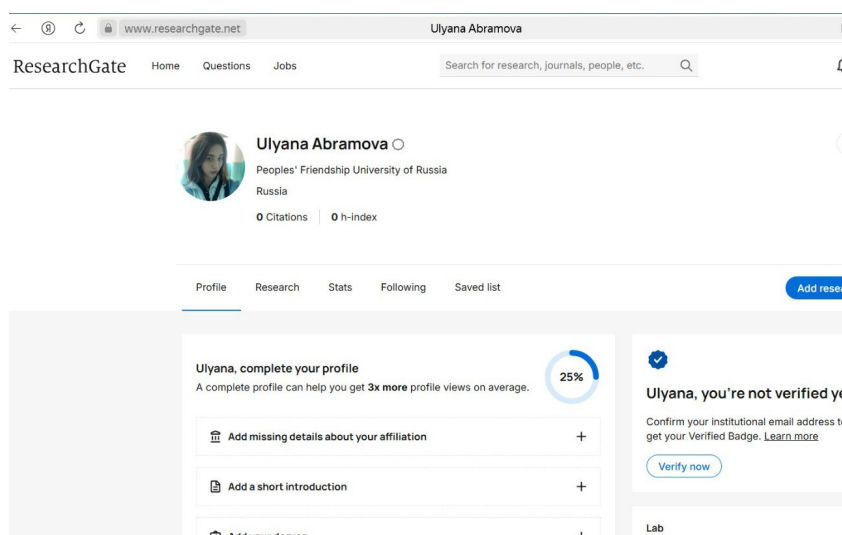 www.researchgate.net Ulyana Abramova
ResearchGate Home Questions Jobs Search for research, journals, people, etc.
Ulyana Abramova
Peoples' Friendship University of Russia
Russia
0 Citations 0 h-index
Profile Research Stats Following Saved list Add resea
Ulyana, complete your profile
A complete profile can help you get 3x more profile views on average.
25%
Add missing details about your affiliation
Add a short introduction
Ulyana, you're not verified ye
Confirm your institutional email address t
get your Verified Badge. Learn more
Verify now
Lab